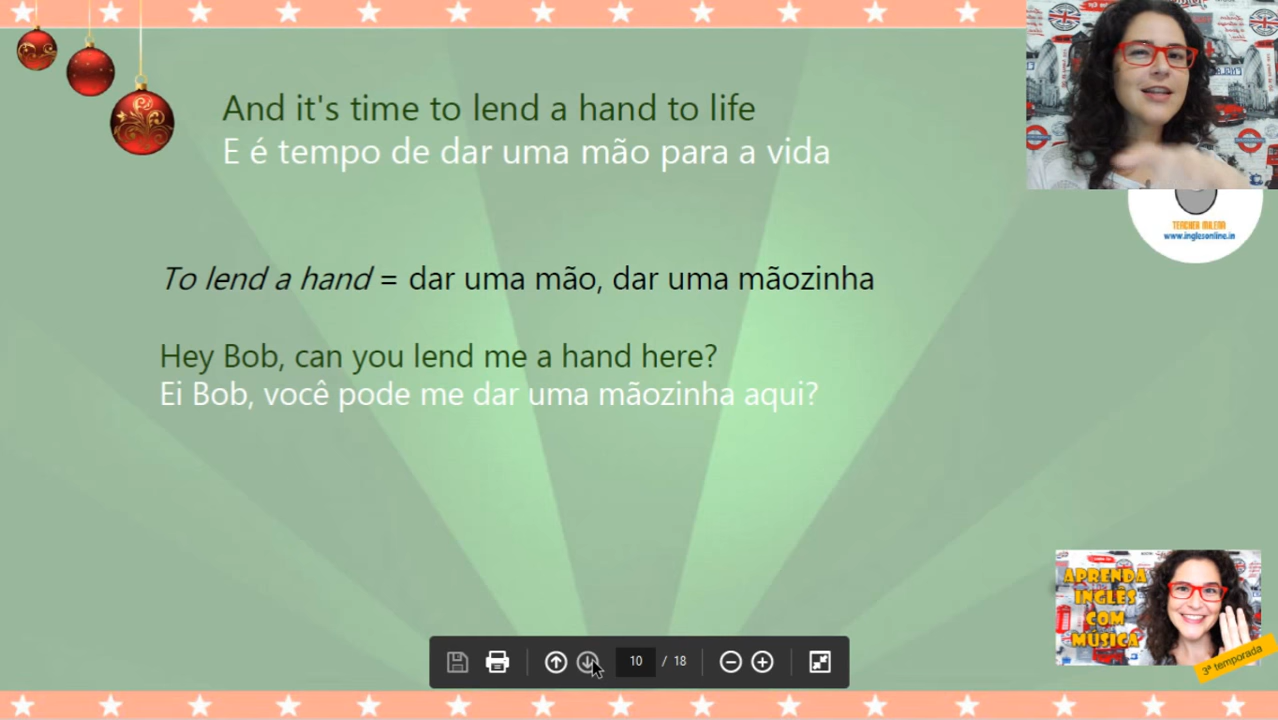 And it's time to lend a hand to life
E é tempo de dar uma mão para a vida
TEACHER MILENA
www.inglesonline.in
To lend a hand = dar uma mão, dar uma mãozinha
Hey Bob, can you lend me a hand here?
Ei Bob, você pode me dar uma mãozinha aqui?
APRENDA
INGLES
COM
MÚSICA
3ª temporada
10 / 18